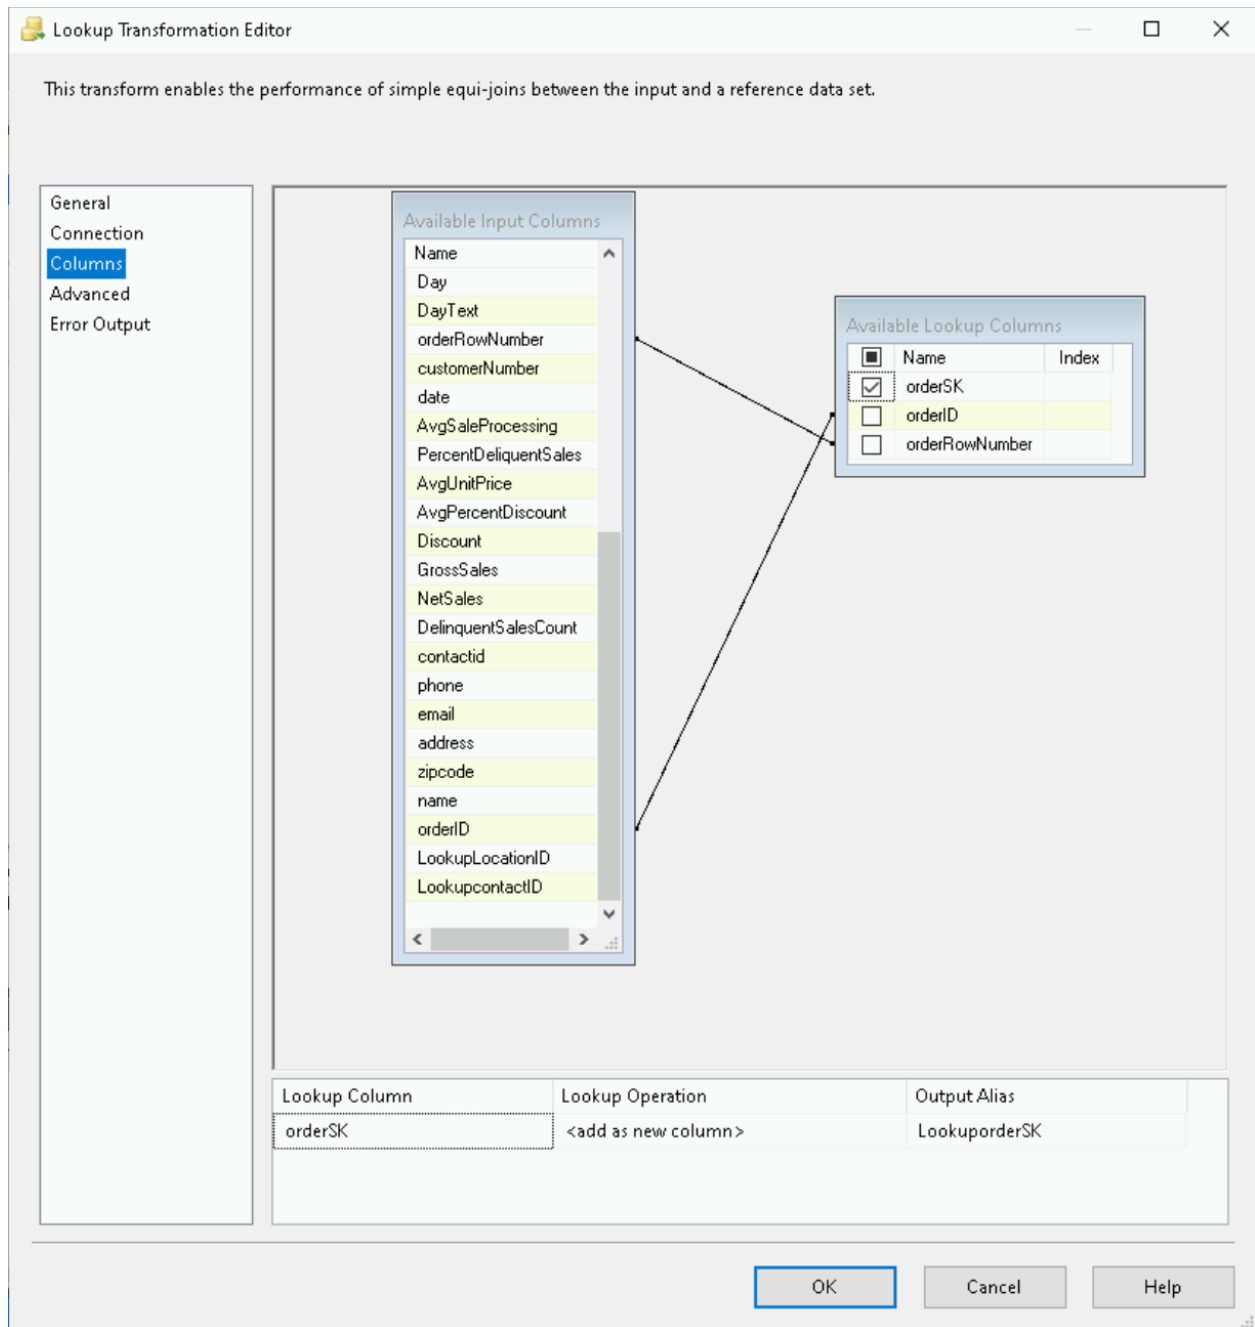 Lookup Transformation Editor
This transform enables the performance of simple equi-joins between the input and a reference data set.
General
Connection
Columns
Advanced
Error Output
Available Input Columns
Name
Day
DayText
orderRowNumber
customerNumber
date
AvgSaleProcessing
PercentDeliquentSales
AvgUnitPrice
AvgPercentDiscount
Discount
GrossSales
NetSales
DelinquentSalesCount
contactid
phone
email
address
zipcode
name
orderID
LookupLocationID
LookupcontactID
Available Lookup Columns
Name Index
orderSK
orderID
orderRowNumber
Lookup Column Lookup Operation Output Alias
orderSK <add as new column> LookuporderSK
OK Cancel Help